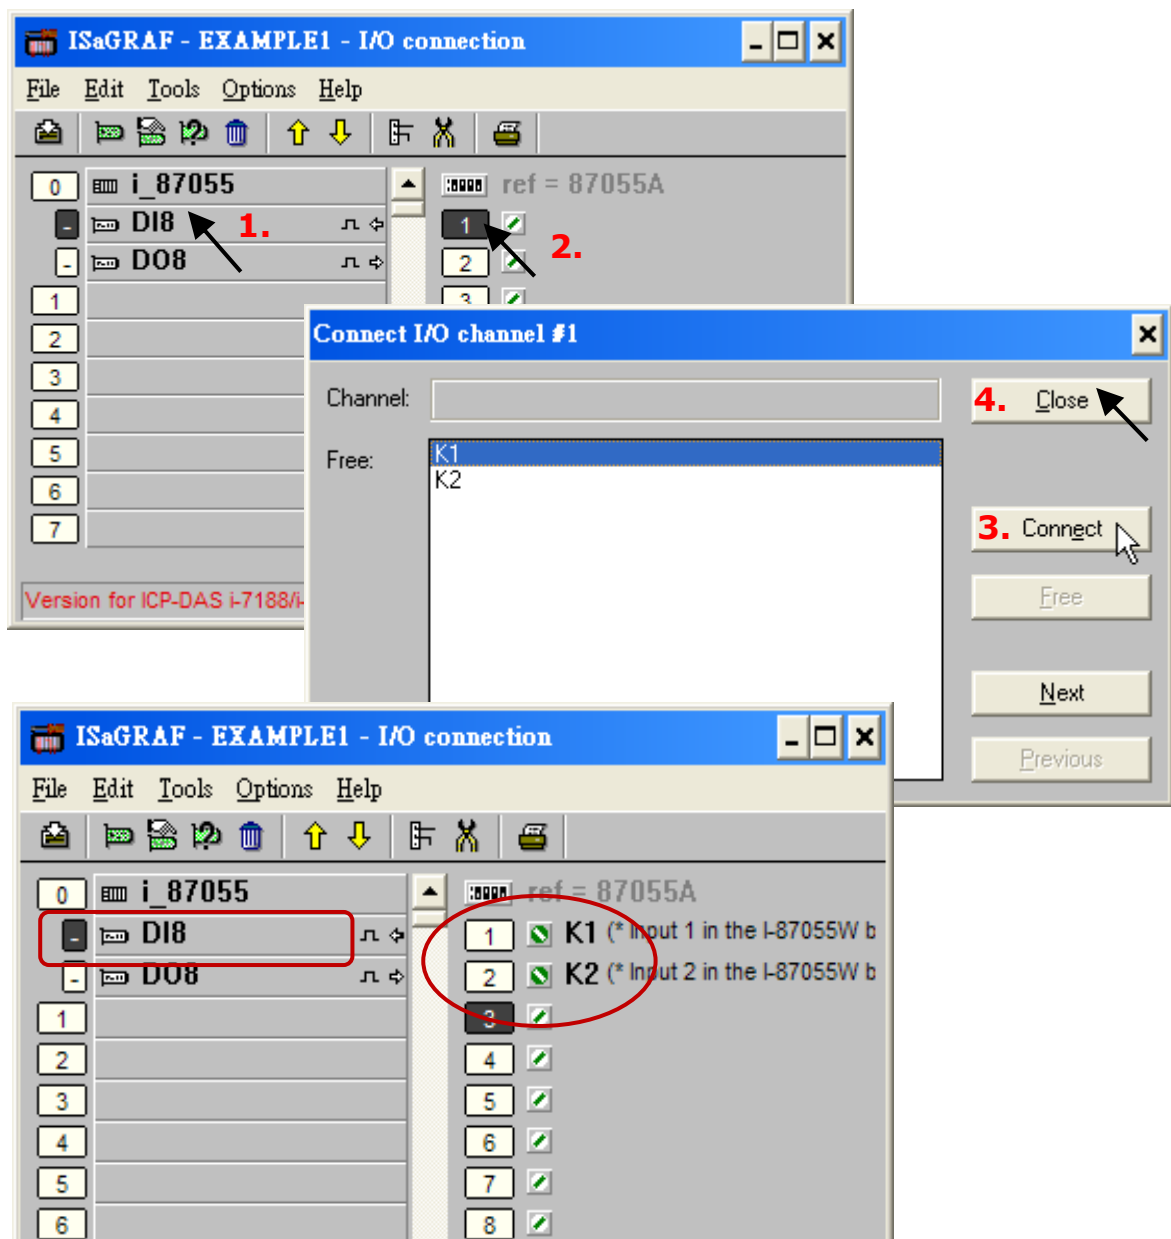 ISaGRAF - EXAMPLE1 - I/O connection
File Edit Tools Options Help
0 i_87055 ref = 87055A
- DI8 1. 1 2.
- DO8 2
1 3
2
3
4
5
6
7
Version for ICP-DAS i-7188/i-
Connect I/O channel #1
Channel: 4. Close
Free: K1
K2
3. Connect
Free
Next
Previous
ISaGRAF - EXAMPLE1 - I/O connection
File Edit Tools Options Help
0 i_87055 ref = 87055A
- DI8 1 K1 (* Input 1 in the I-87055W b
- DO8 2 K2 (* Input 2 in the I-87055W b
1 3
2 4
3 5
4 6
5 7
6 8